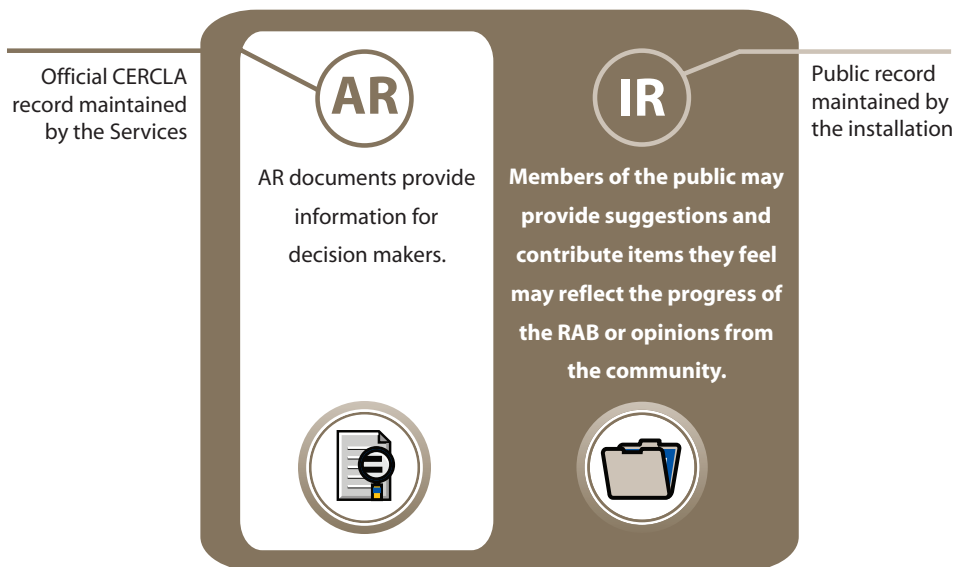 Official CERCLA
record maintained
by the Services
AR
AR documents provide
information for
decision makers.
IR
Members of the public may
provide suggestions and
contribute items they feel
may reflect the progress of
the RAB or opinions from
the community.
Public record
maintained by
the installation